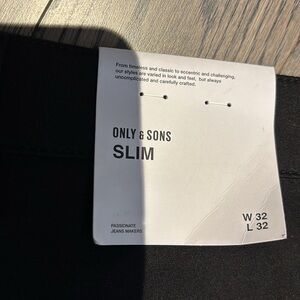 From timeless and classic to eccentric and challenging,
our styles are varied in look and feel, but always
uncomplicated and carefully crafted.
ONLY & SONS
SLIM
PASSIONATE
JEANS MAKERS
W 32
L 32